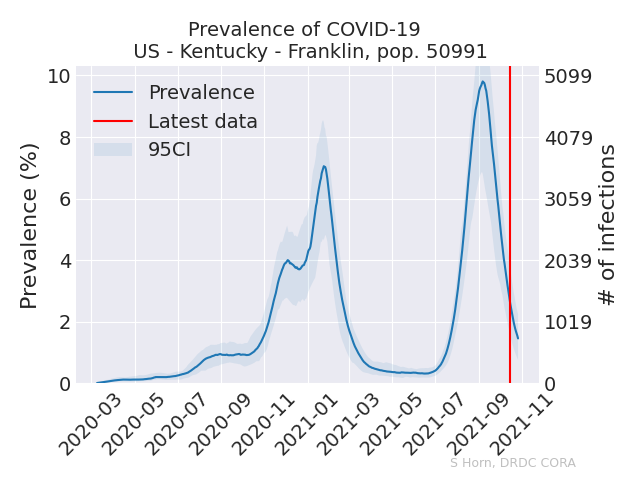 Prevalence of COVID-19
US - Kentucky - Franklin, pop. 50991
Prevalence (%)
10
8
6
4
2
0
Prevalence
Latest data
95CI
5099
4079
3059
2039
1019
0
# of infections
2020-03
2020-05
2020-07
2020-09
2020-11
2021-01
2021-03
2021-05
2021-07
2021-09
2021-11
S Horn, DRDC CORA